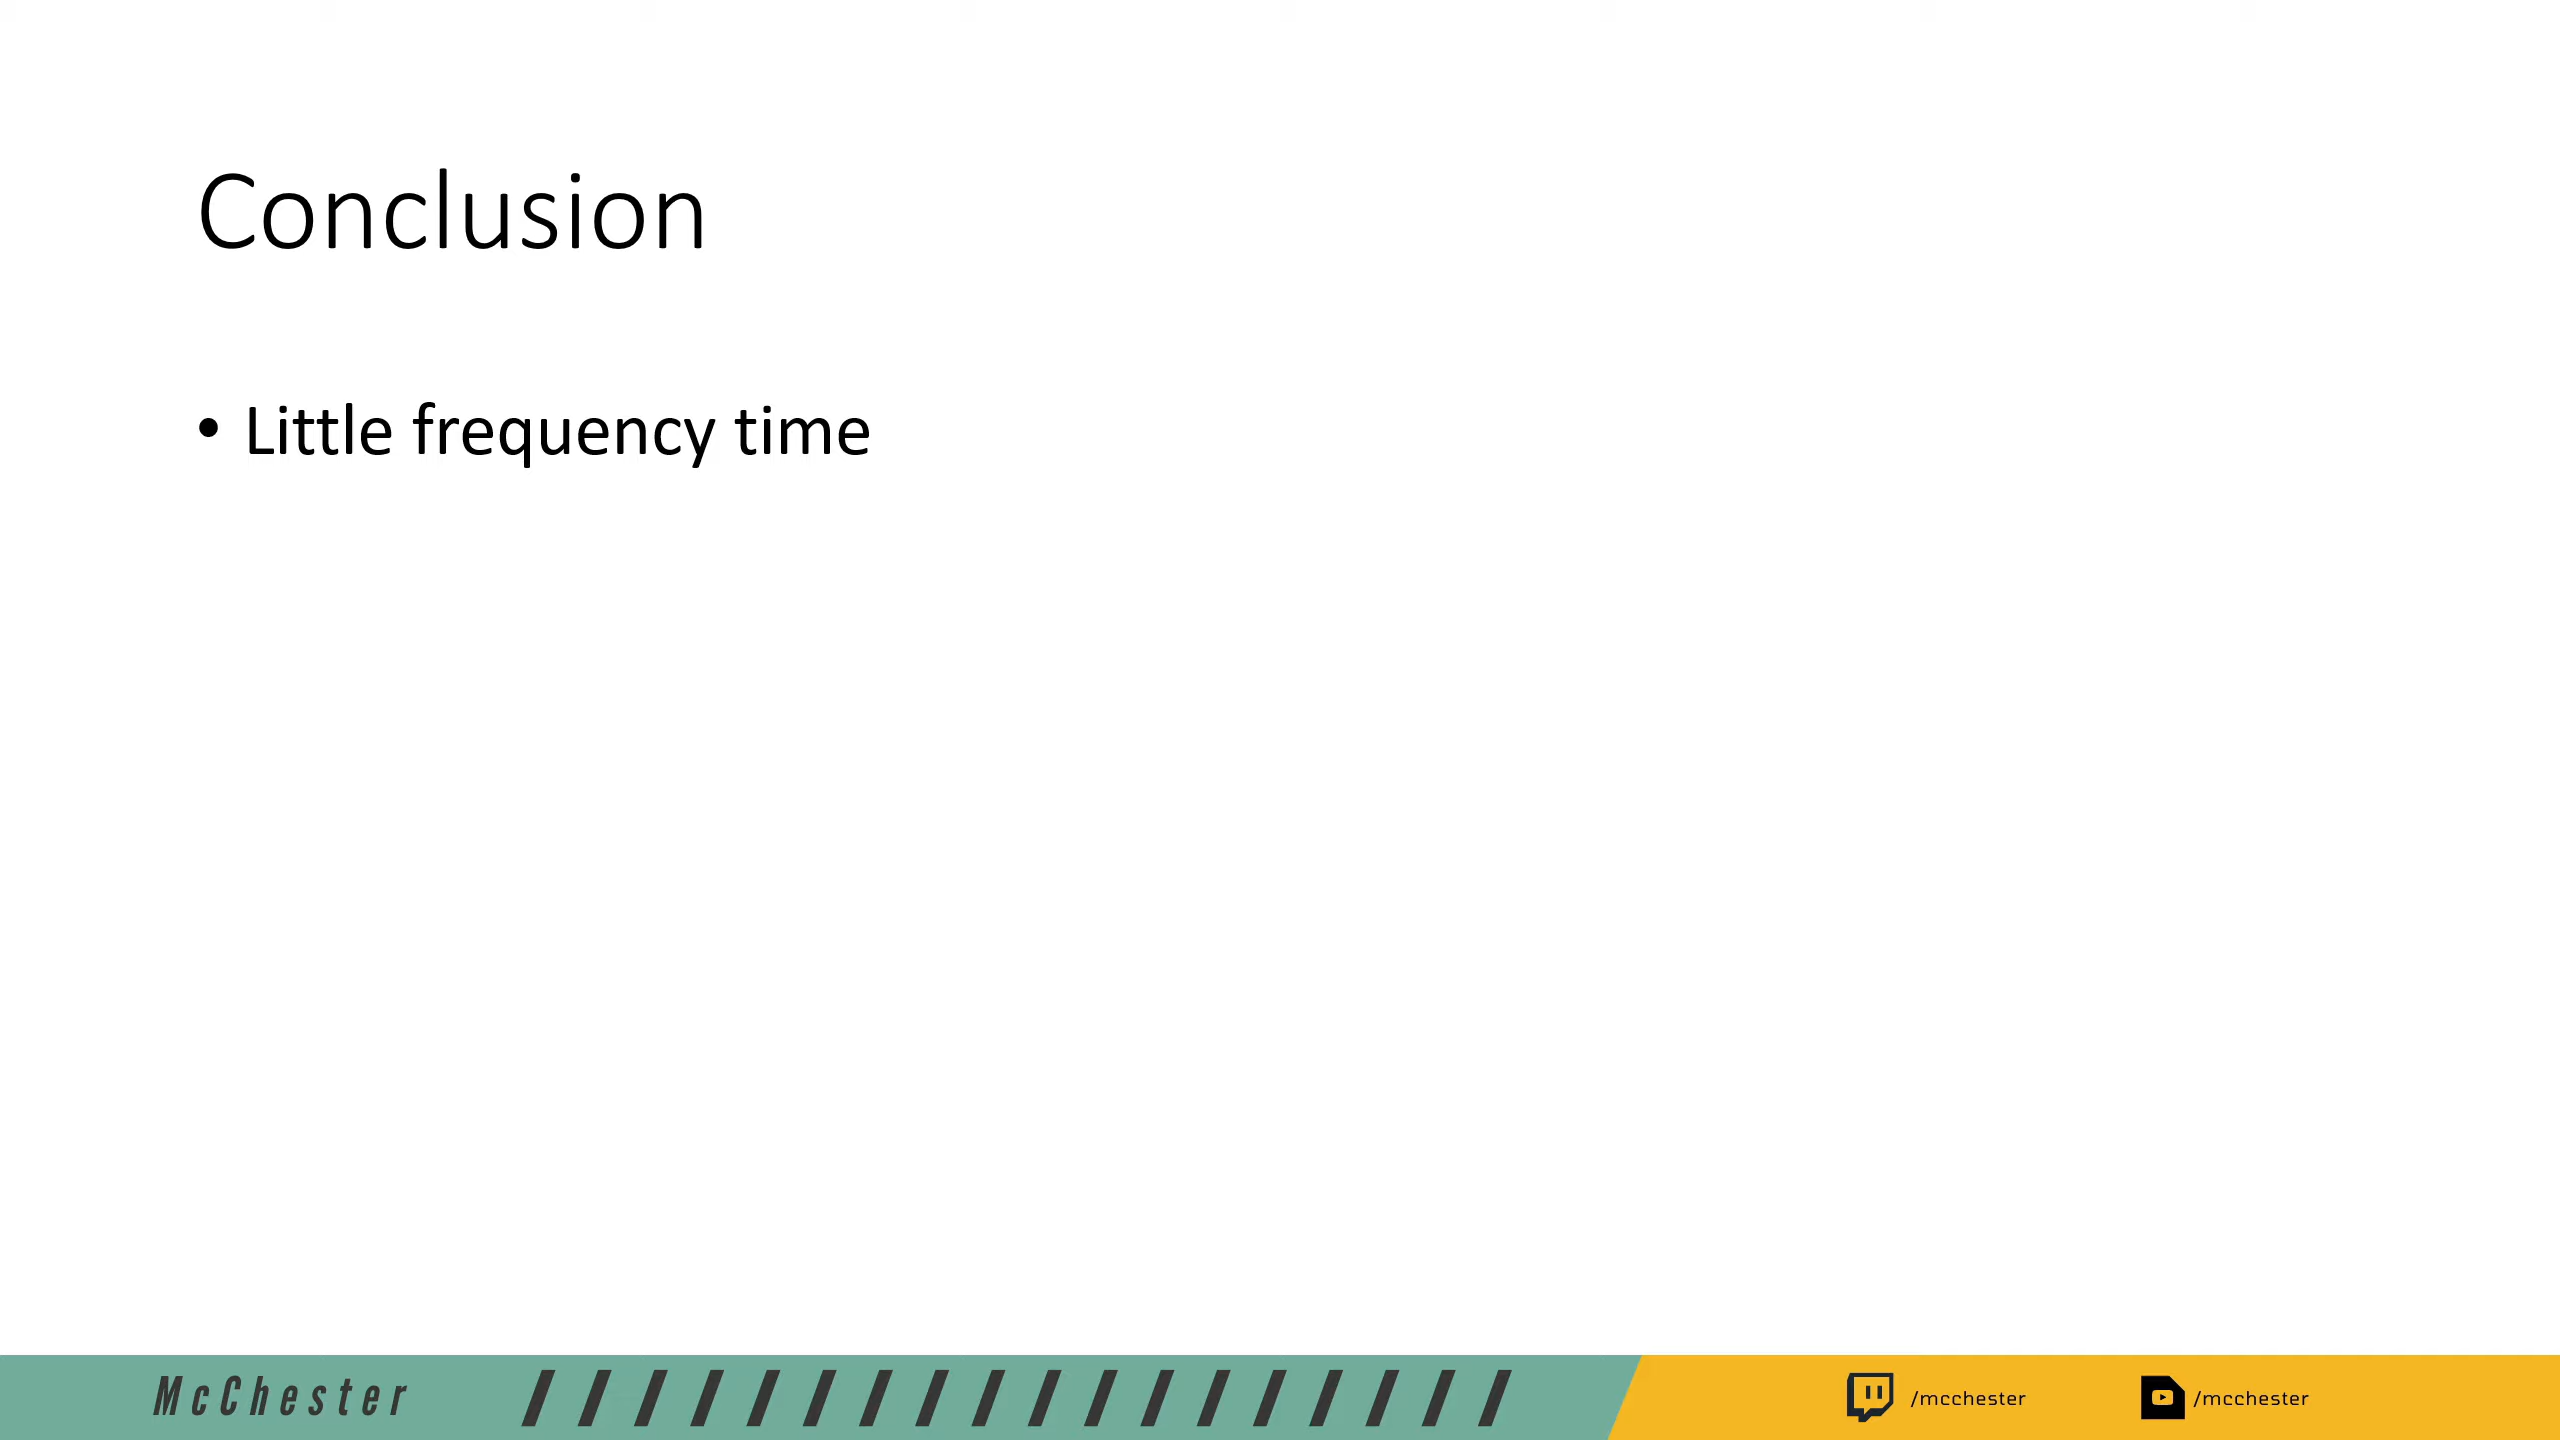 Conclusion
• Little frequency time
McChester
/mcchester
/mcchester